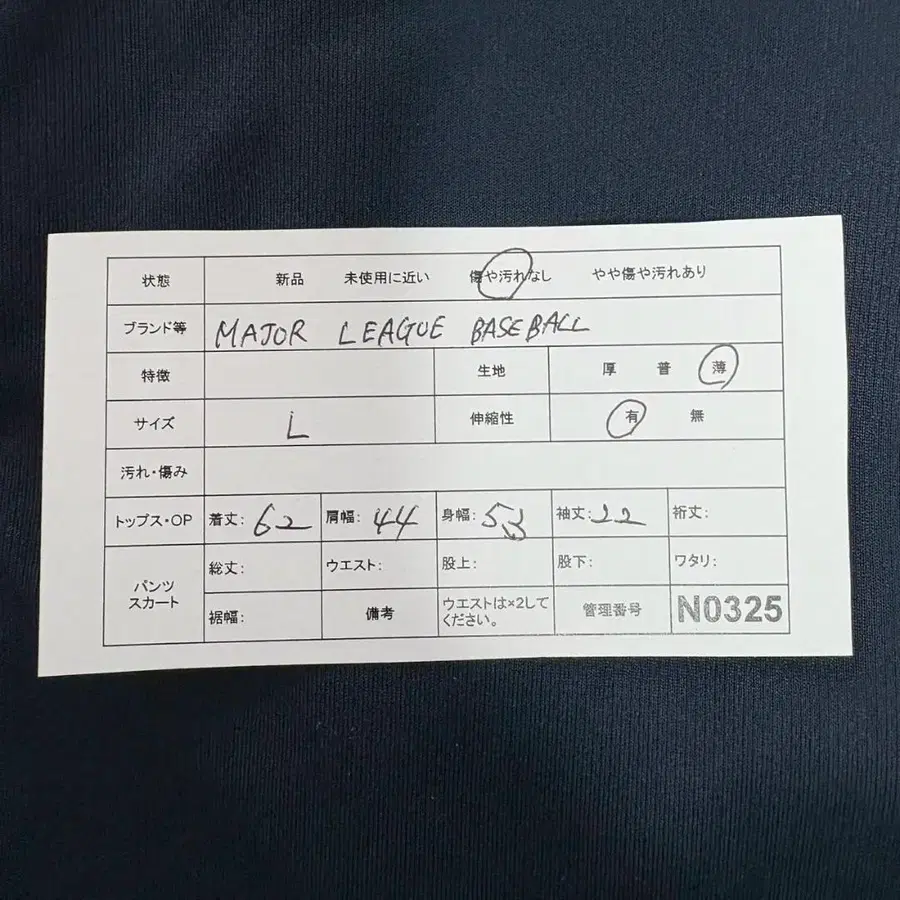 状態 新品 未使用に近い 傷や汚れなし やや傷や汚れあり
ブランド等 MAJOR LEAGUE BASEBALL
特徴 生地 厚 普 薄
サイズ L 伸縮性 有 無
汚れ・傷み
トップス・OP 着丈: 62 肩幅: 44 身幅: 53 袖丈: 22 裄丈:
パンツ スカート 総丈: ウエスト: 股上: 股下: ワタリ:
裾幅: 備考 ウエストは×2して
ください。 管理番号 N0325